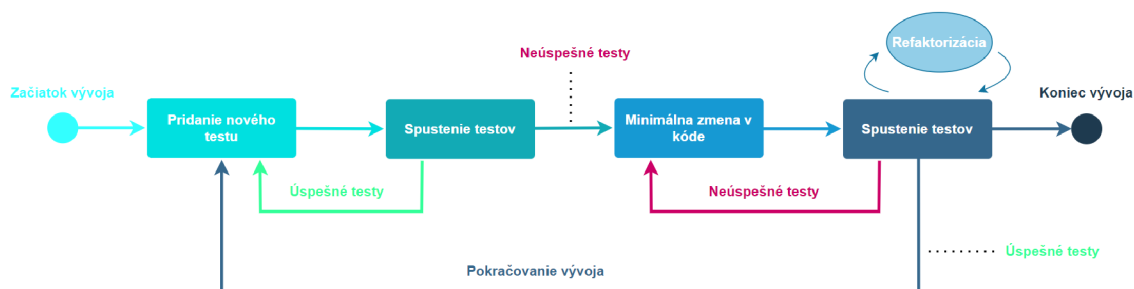 Refaktorizácia
Neúspešné testy
Začiatok vývoja
Koniec vývoja
Pridanie nového
testu
Spustenie testov
Minimálna zmena v
kóde
Spustenie testov
Úspešné testy
Neúspešné testy
Úspešné testy
Pokračovanie vývoja